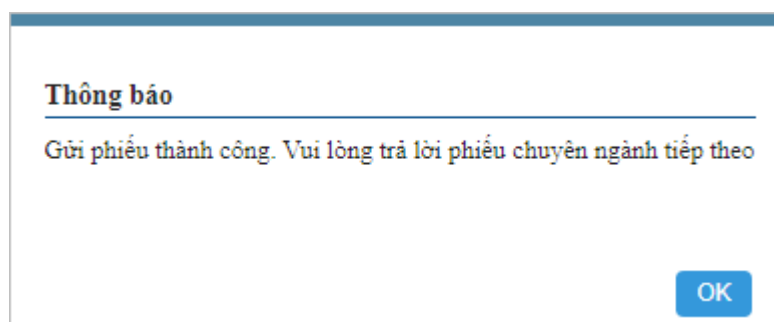 Thông báo
Gửi phiếu thành công. Vui lòng trả lời phiếu chuyên ngành tiếp theo
OK